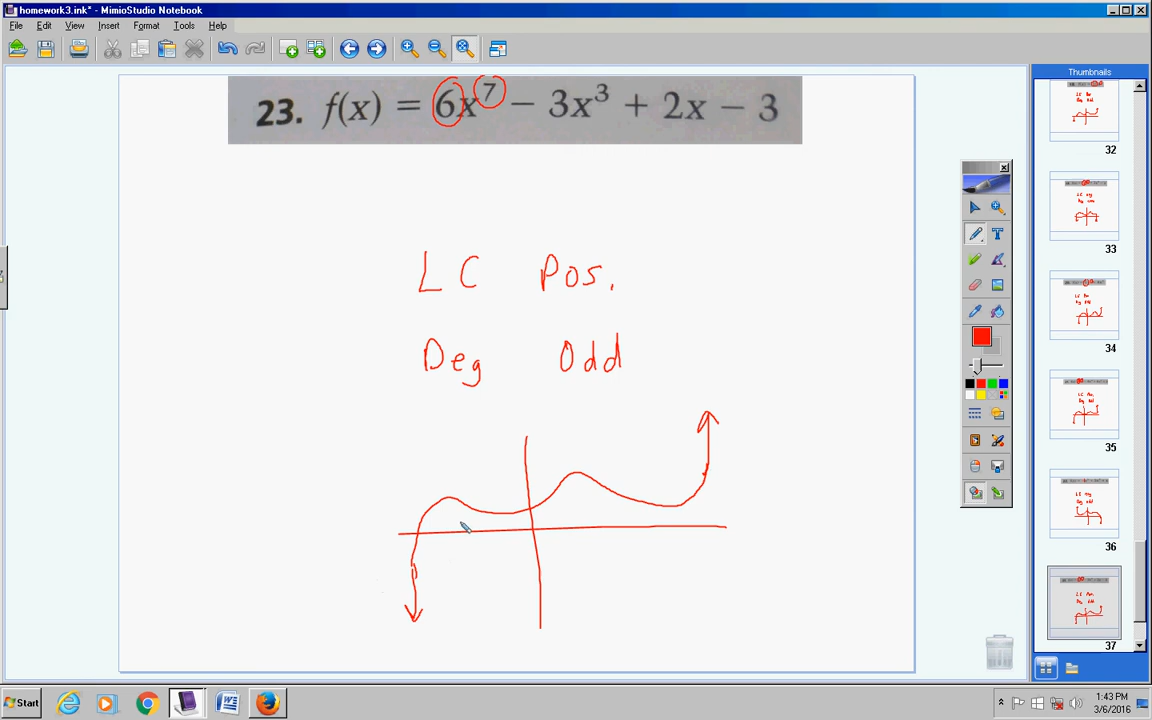 homework3.ink* - MimioStudio Notebook
File Edit View Insert Format Tools Help
23. f(x) = 6x⁷ − 3x³ + 2x − 3
LC Pos.
Deg Odd
Thumbnails
32
33
34
35
36
37
Start
1:43 PM
3/6/2016